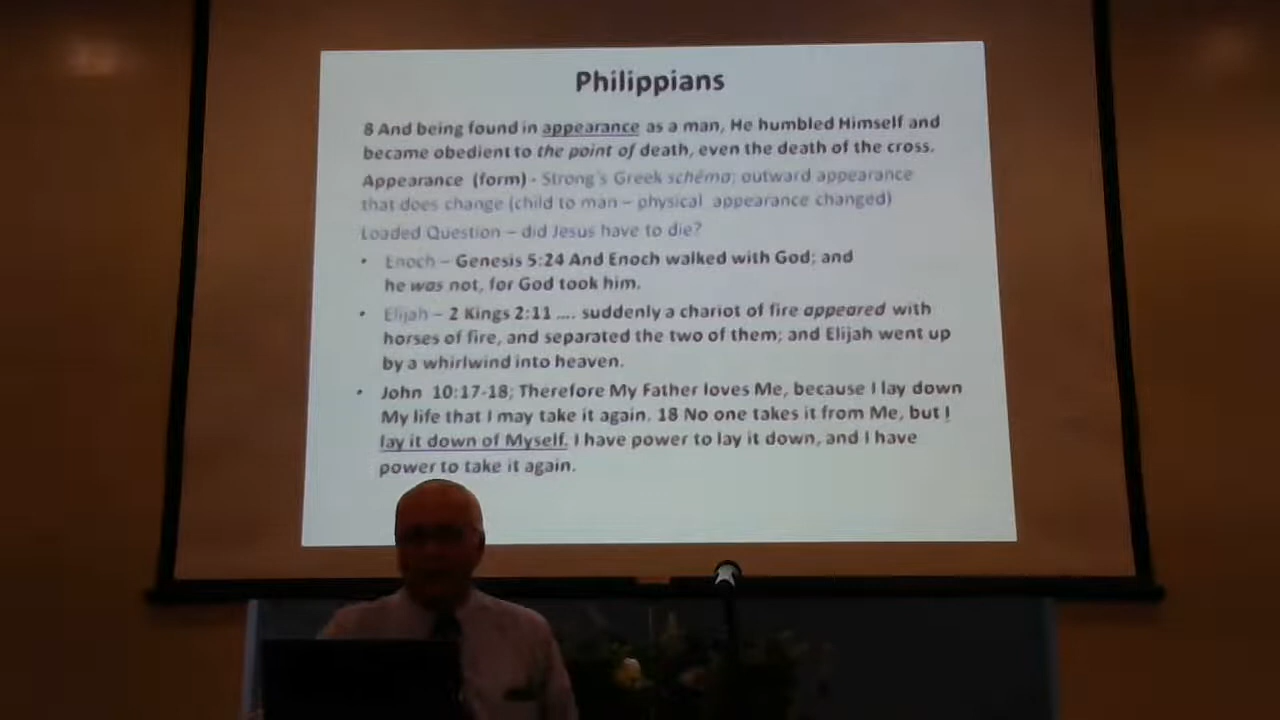 Philippians
8 And being found in appearance as a man, He humbled Himself and
became obedient to the point of death, even the death of the cross.
Appearance (form) - Strong's Greek schéma; outward appearance
that does change (child to man – physical appearance changed)
Loaded Question – did Jesus have to die?
• Enoch – Genesis 5:24 And Enoch walked with God; and
he was not, for God took him.
• Elijah – 2 Kings 2:11 .... suddenly a chariot of fire appeared with
horses of fire, and separated the two of them; and Elijah went up
by a whirlwind into heaven.
• John 10:17-18; Therefore My Father loves Me, because I lay down
My life that I may take it again. 18 No one takes it from Me, but I
lay it down of Myself. I have power to lay it down, and I have
power to take it again.